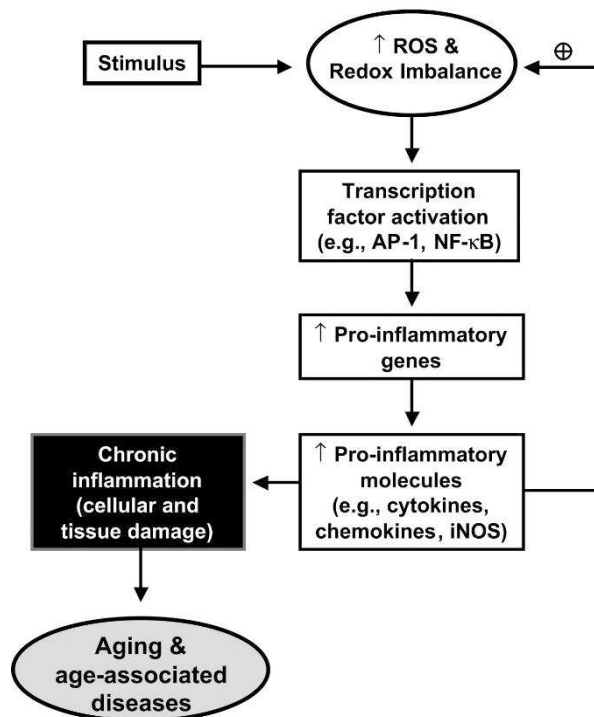 Stimulus
↑ ROS &
Redox Imbalance
⊕
Transcription
factor activation
(e.g., AP-1, NF-κB)
↑ Pro-inflammatory
genes
↑ Pro-inflammatory
molecules
(e.g., cytokines,
chemokines, iNOS)
Chronic
inflammation
(cellular and
tissue damage)
Aging &
age-associated
diseases